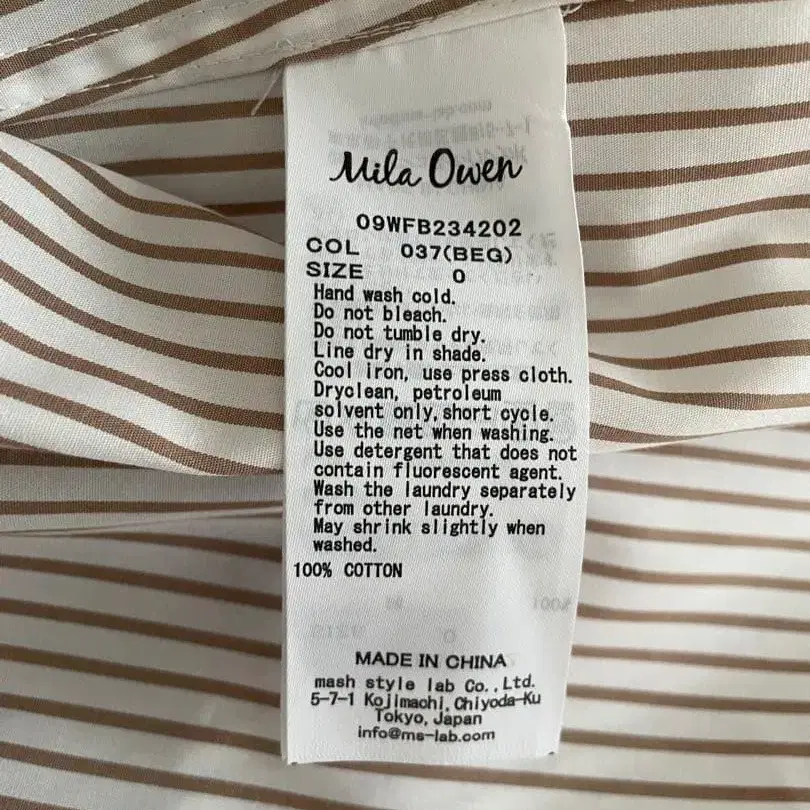 Mila Owen
09WFB234202
COL 037(BEG)
SIZE 0
Hand wash cold.
Do not bleach.
Do not tumble dry.
Line dry in shade.
Cool iron, use press cloth.
Dryclean, petroleum
solvent only,short cycle.
Use the net when washing.
Use detergent that does not
contain fluorescent agent.
Wash the laundry separately
from other laundry.
May shrink slightly when
washed.
100% COTTON
MADE IN CHINA
mash style lab Co.,Ltd.
5-7-1 Kojimachi,Chiyoda-Ku
Tokyo,Japan
info@ms-lab.com